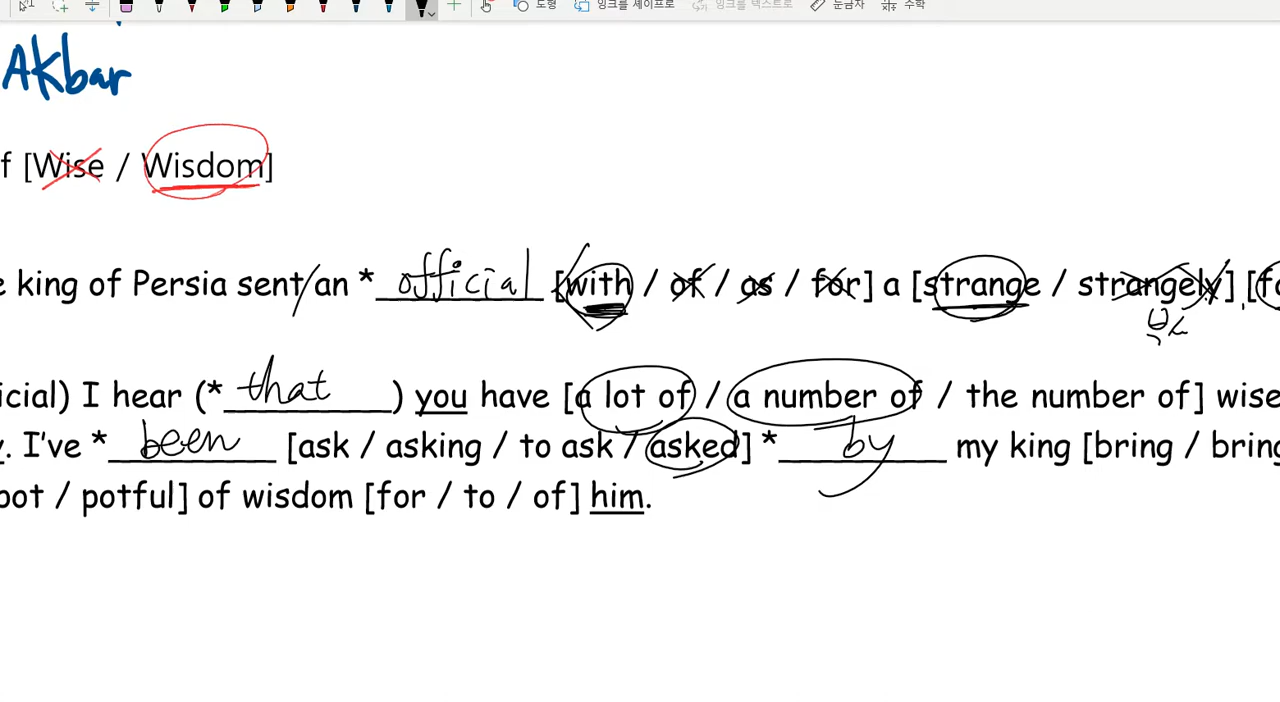 도형 잉크를 셰이프로 잉크를 텍스트로 눈금자 수학
Akbar
f [Wise / Wisdom]
e king of Persia sent/an * official [with / of / as / for] a [strange / strangely] [fo
부사
icial) I hear (* that ) you have [a lot of / a number of / the number of] wise
. I've * been [ask / asking / to ask / asked] * by my king [bring / bring
pot / potful] of wisdom [for / to / of] him.